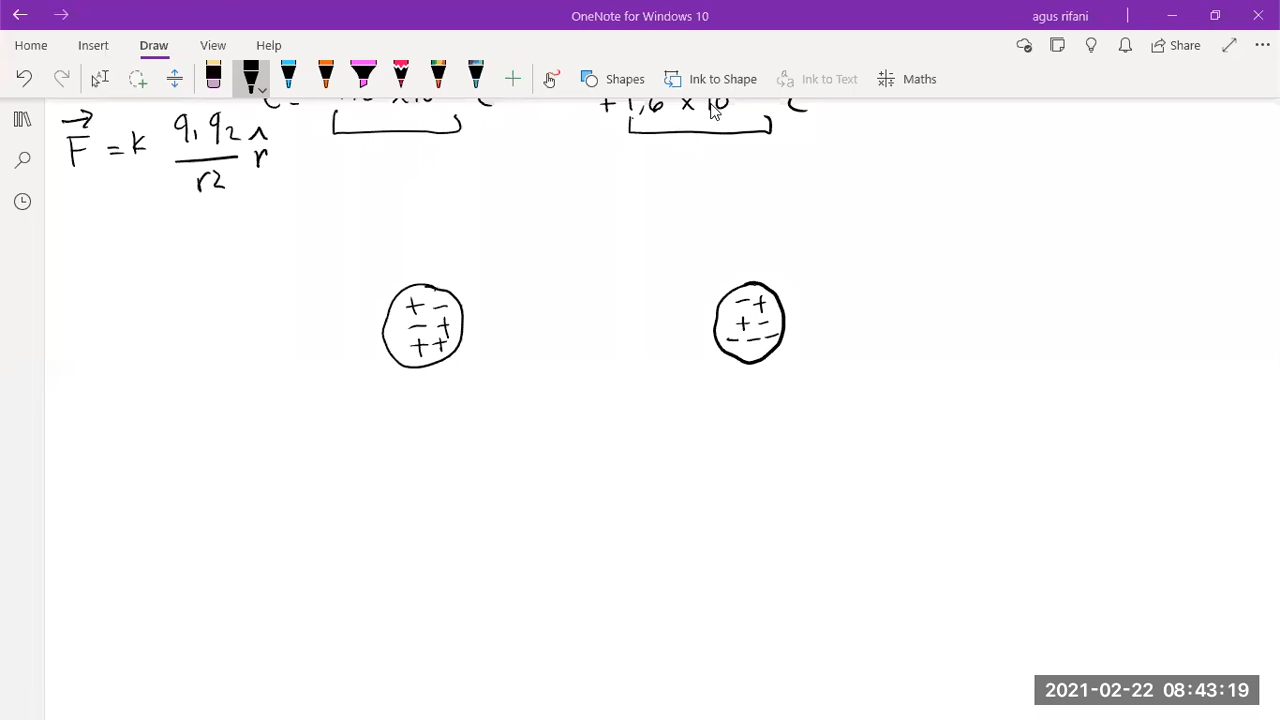 OneNote for Windows 10
agus rifani
Home Insert Draw View Help
Share
Shapes Ink to Shape Ink to Text Maths
+1,6 x 10 C
F = k q1 q2 r
r2
+ -
- +
+ +
- +
+ -
- - -
2021-02-22 08:43:19